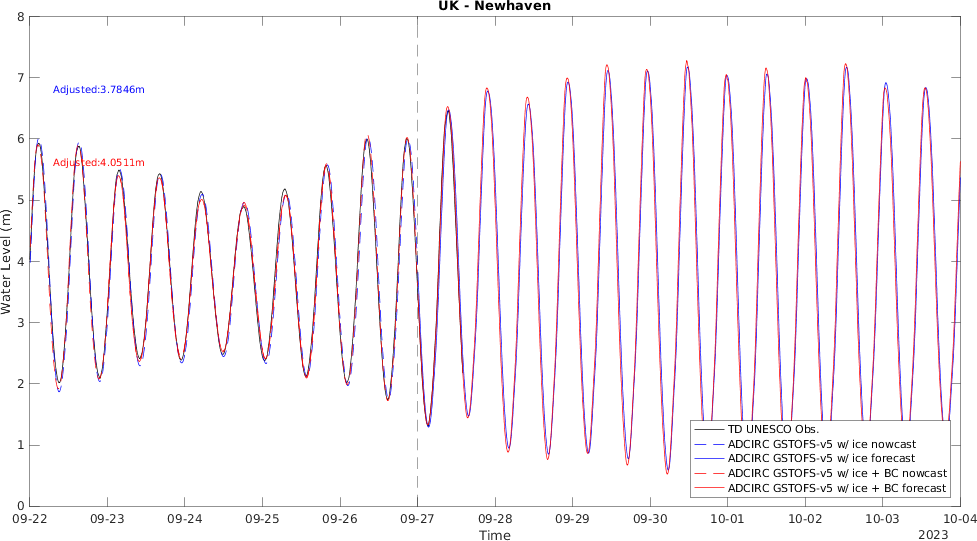 UK - Newhaven
8
7
6
5
4
3
2
1
0
Water Level (m)
Adjusted:3.7846m
Adjusted:4.0511m
TD UNESCO Obs.
ADCIRC GSTOFS-v5 w/ ice nowcast
ADCIRC GSTOFS-v5 w/ ice forecast
ADCIRC GSTOFS-v5 w/ ice + BC nowcast
ADCIRC GSTOFS-v5 w/ ice + BC forecast
09-22 09-23 09-24 09-25 09-26 09-27 09-28 09-29 09-30 10-01 10-02 10-03 10-04
Time
2023